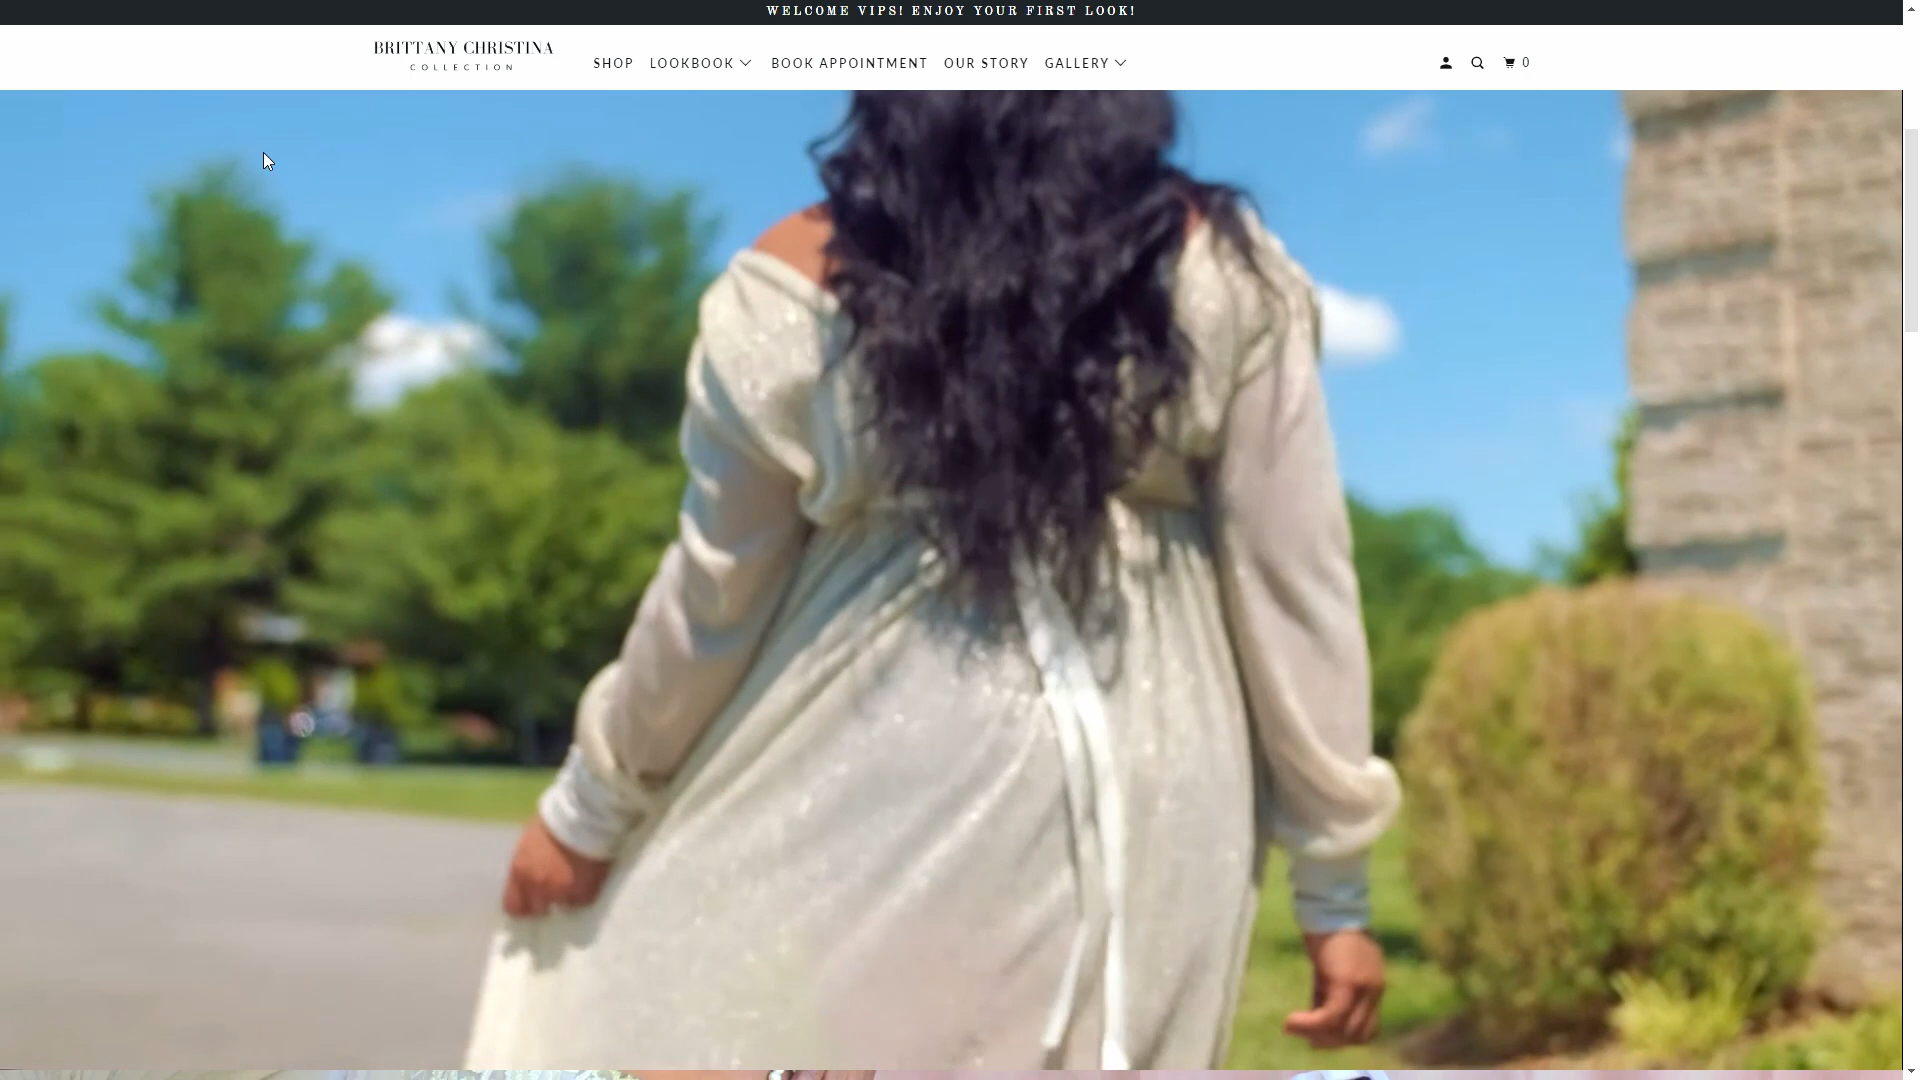 WELCOME VIPS! ENJOY YOUR FIRST LOOK!
BRITTANY CHRISTINA
COLLECTION
SHOP
LOOKBOOK
BOOK APPOINTMENT
OUR STORY
GALLERY
0